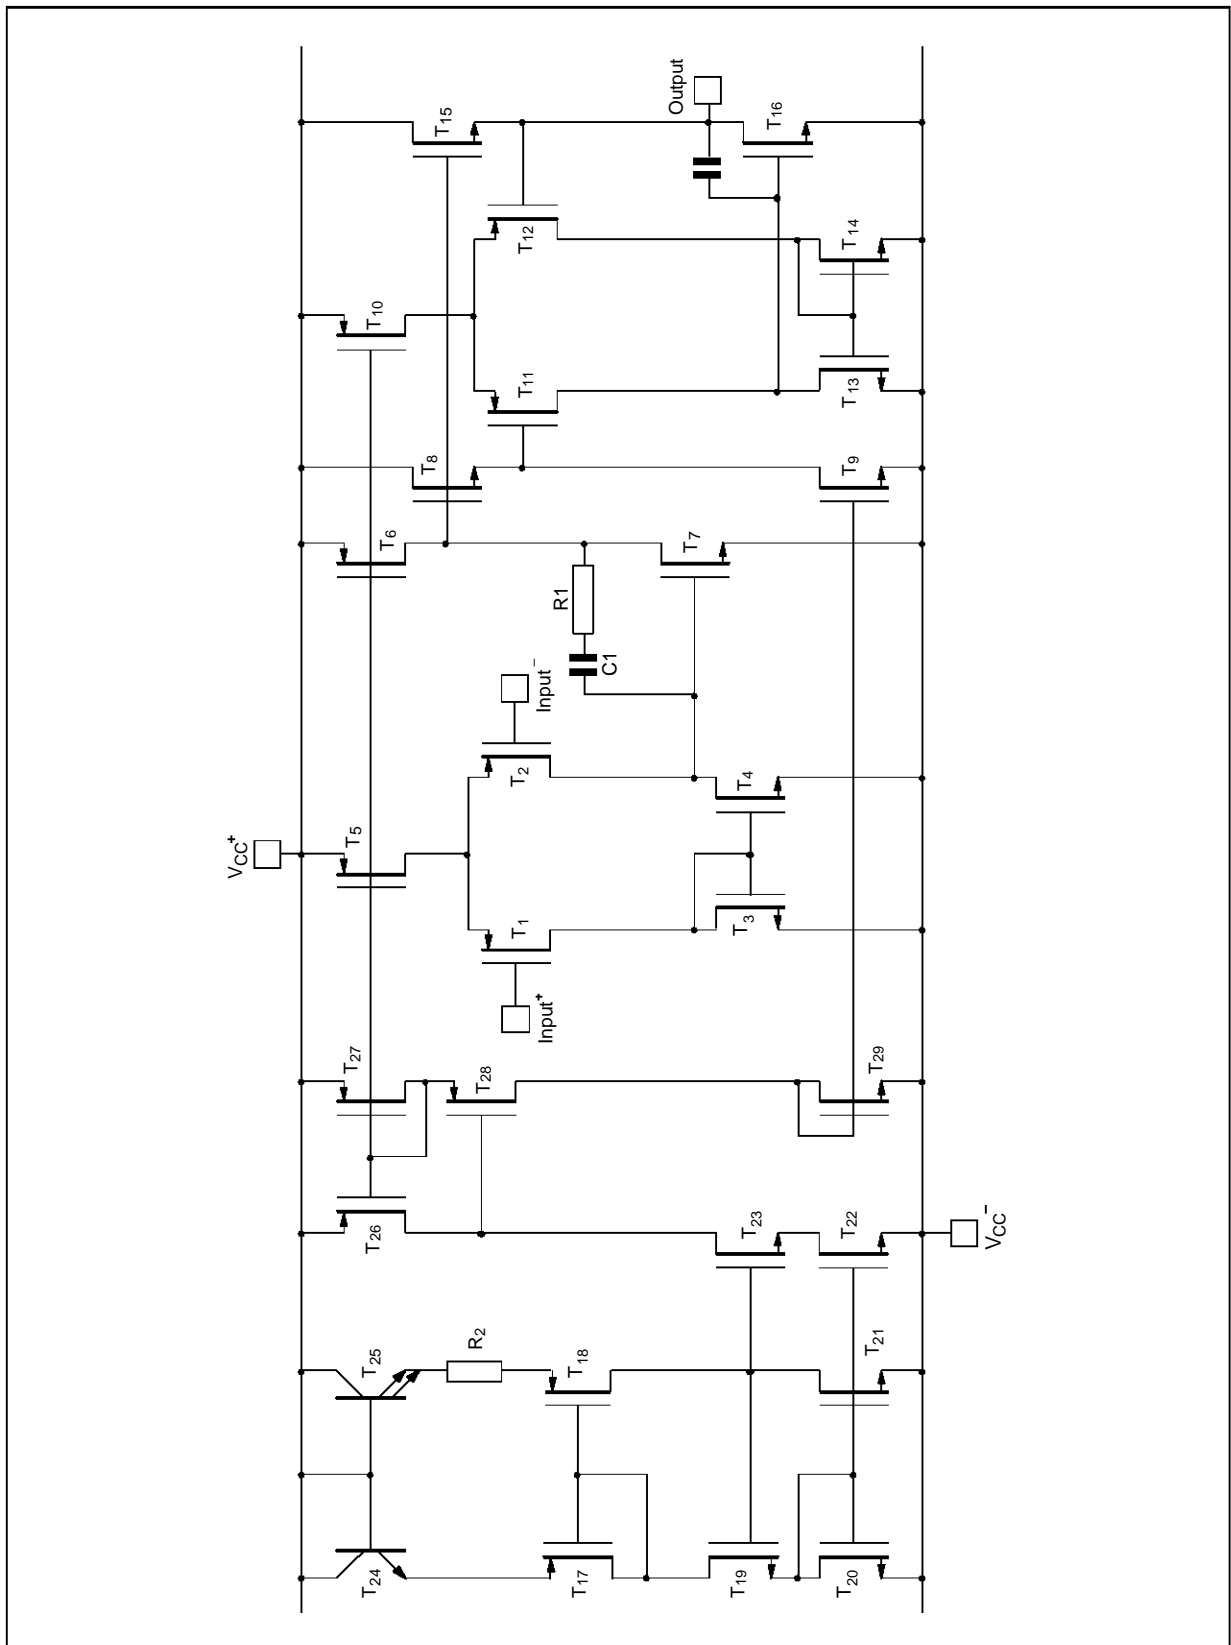 Output
T15
T16
T12
T14
T10
T11
T13
T8
T9
T6
T7
R1
C1
Input-
T2
T4
VCC+
T5
T1
T3
Input+
T27
T28
T29
T26
T23
T22
VCC-
T25
R2
T18
T21
T24
T17
T19
T20